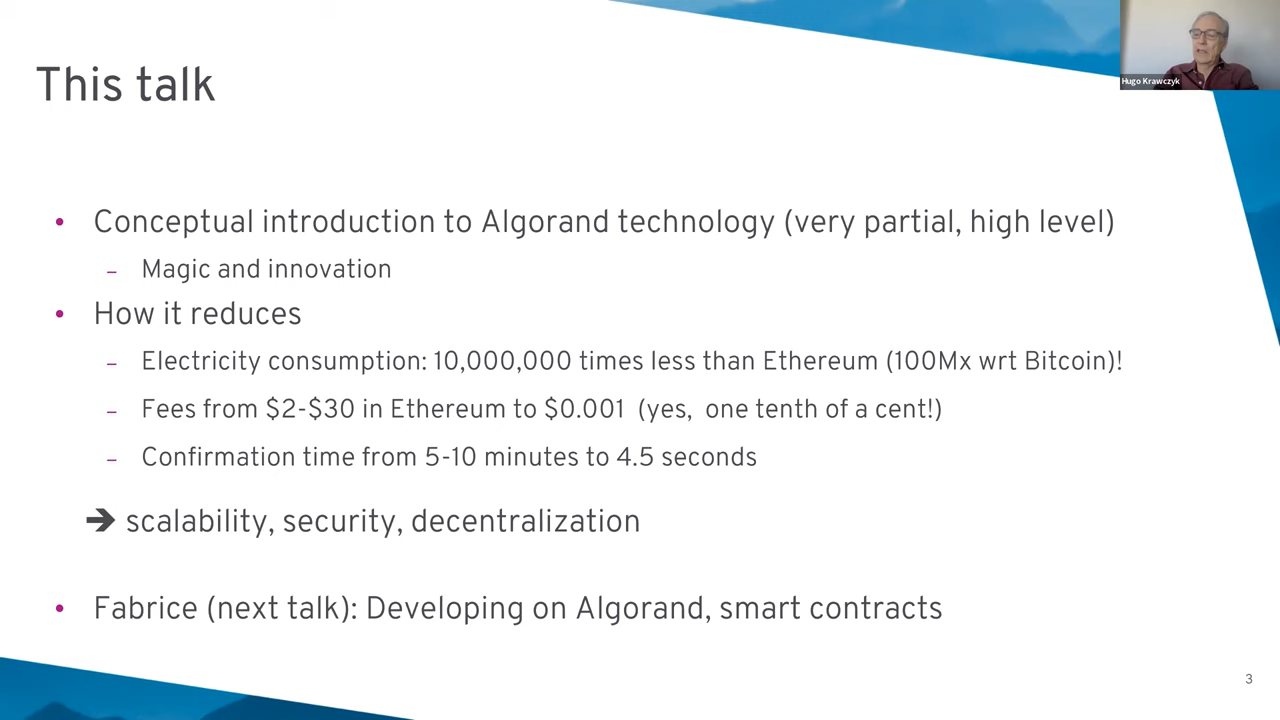 This talk
Hugo Krawczyk
• Conceptual introduction to Algorand technology (very partial, high level)
– Magic and innovation
• How it reduces
– Electricity consumption: 10,000,000 times less than Ethereum (100Mx wrt Bitcoin)!
– Fees from $2-$30 in Ethereum to $0.001 (yes, one tenth of a cent!)
– Confirmation time from 5-10 minutes to 4.5 seconds
➔ scalability, security, decentralization
• Fabrice (next talk): Developing on Algorand, smart contracts
3